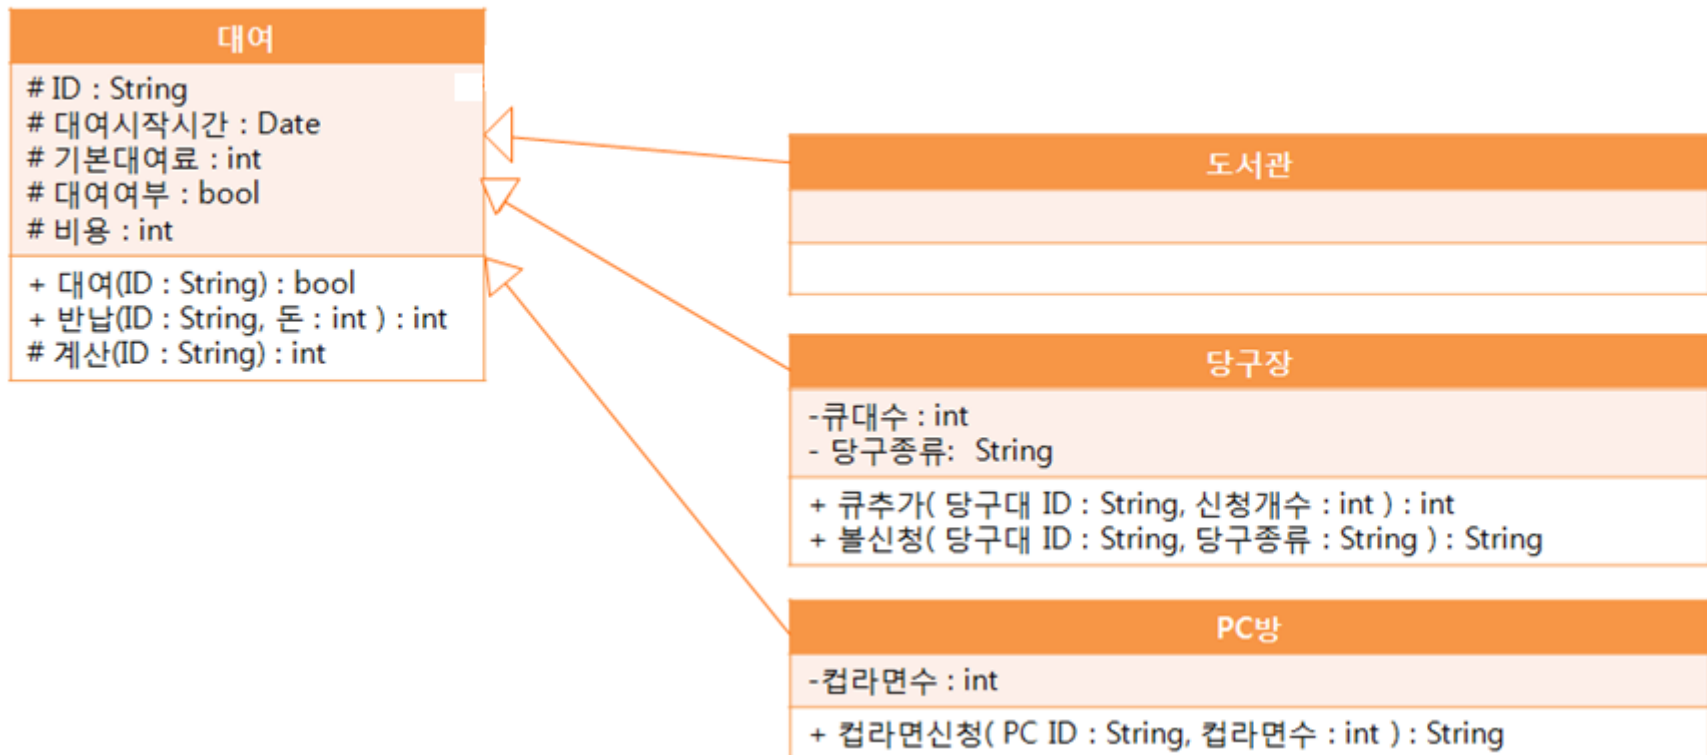 대여
# ID : String
# 대여시작시간 : Date
# 기본대여료 : int
# 대여여부 : bool
# 비용 : int
+ 대여(ID : String) : bool
+ 반납(ID : String, 돈 : int ) : int
# 계산(ID : String) : int
도서관
당구장
-큐대수 : int
- 당구종류: String
+ 큐추가( 당구대 ID : String, 신청개수 : int ) : int
+ 볼신청( 당구대 ID : String, 당구종류 : String ) : String
PC방
-컵라면수 : int
+ 컵라면신청( PC ID : String, 컵라면수 : int ) : String